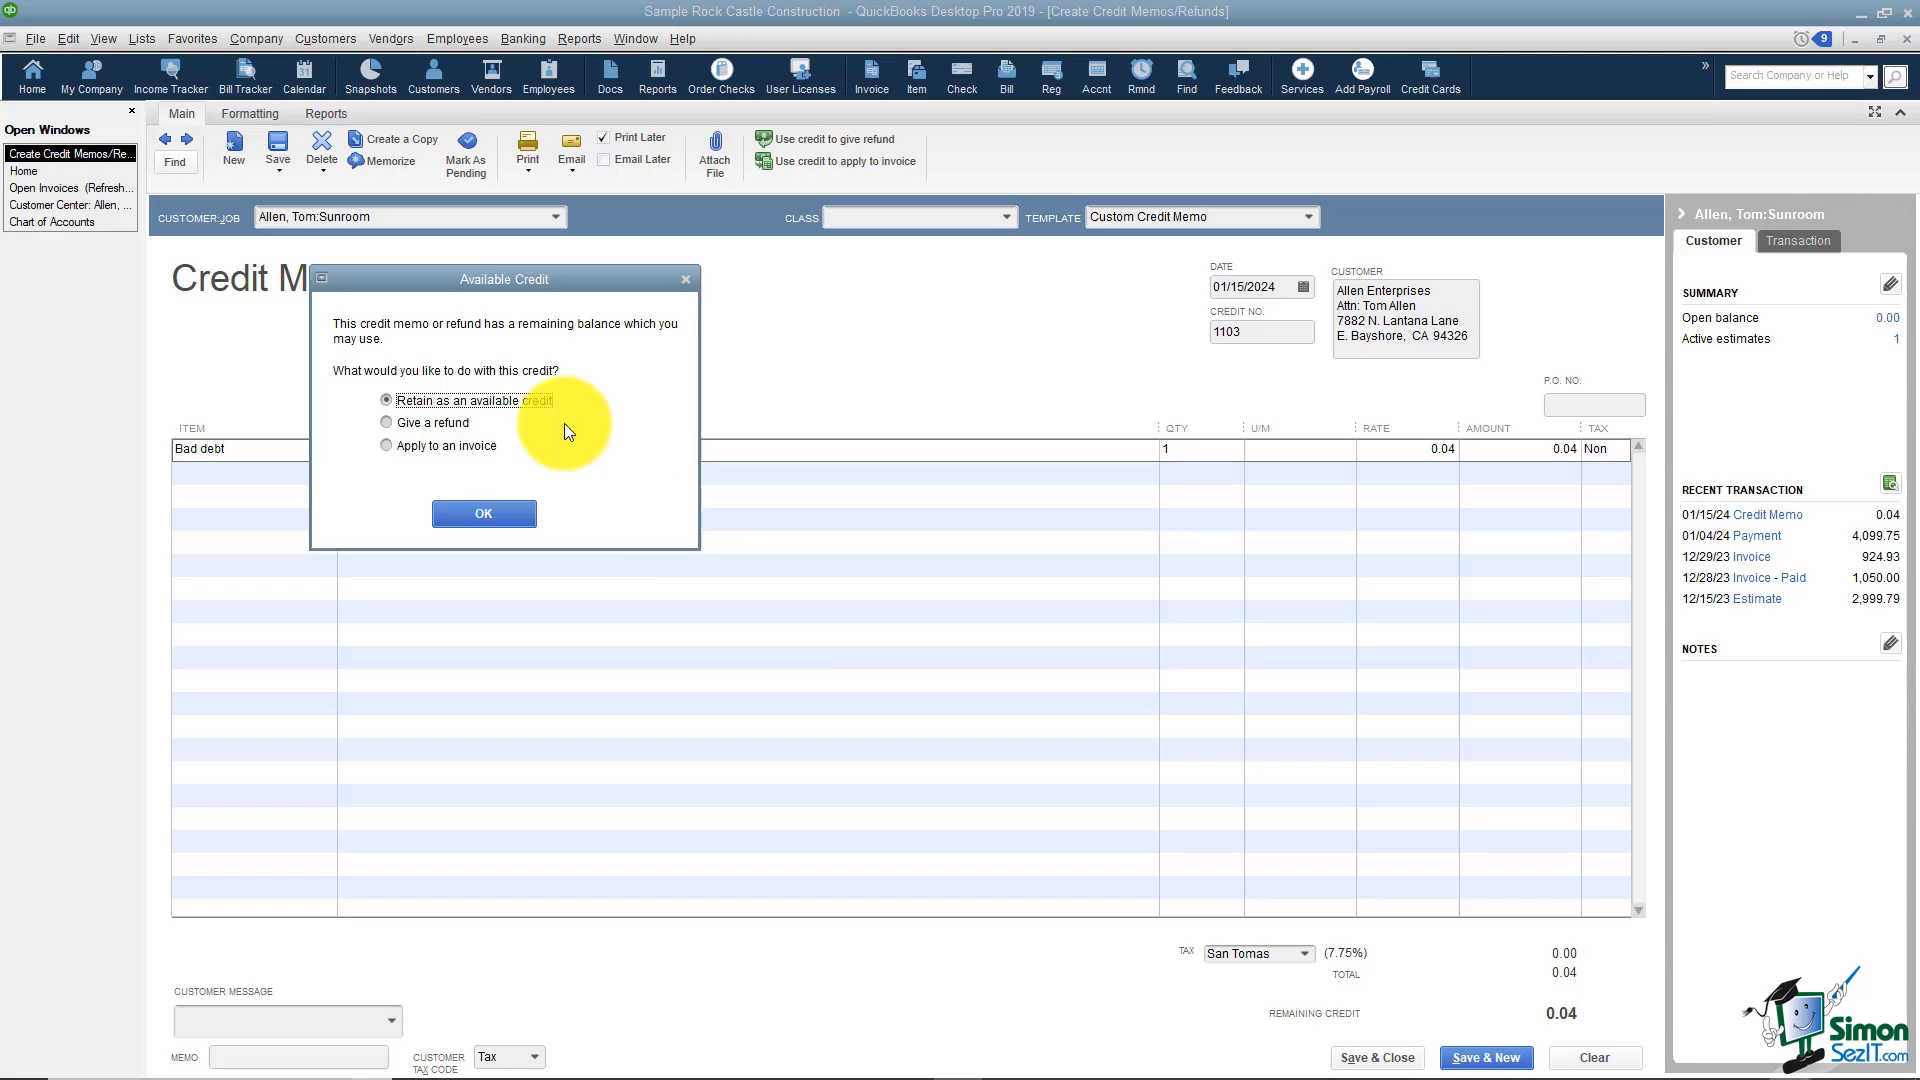 Sample Rock Castle Construction - QuickBooks Desktop Pro 2019 - [Create Credit Memos/Refunds]
File Edit View Lists Favorites Company Customers Vendors Employees Banking Reports Window Help
9
Home My Company Income Tracker Bill Tracker Calendar Snapshots Customers Vendors Employees Docs Reports Order Checks User Licenses Invoice Item Check Bill Reg Accnt Rmnd Find Feedback Services Add Payroll Credit Cards
» Search Company or Help
Open Windows
Create Credit Memos/Re...
Home
Open Invoices (Refresh...
Customer Center: Allen, ...
Chart of Accounts
Main Formatting Reports
Find New Save Delete Create a Copy Memorize Mark As Pending Print Email Print Later Email Later Attach File Use credit to give refund Use credit to apply to invoice
CUSTOMER:JOB Allen, Tom:Sunroom CLASS TEMPLATE Custom Credit Memo
Credit M
Available Credit
This credit memo or refund has a remaining balance which you
may use.
What would you like to do with this credit?
Retain as an available credit
Give a refund
Apply to an invoice
OK
DATE
01/15/2024
CREDIT NO.
1103
CUSTOMER
Allen Enterprises
Attn: Tom Allen
7882 N. Lantana Lane
E. Bayshore, CA 94326
P.O. NO.
ITEM QTY U/M RATE AMOUNT TAX
Bad debt 1 0.04 0.04 Non
TAX San Tomas (7.75%) 0.00
TOTAL 0.04
REMAINING CREDIT 0.04
CUSTOMER MESSAGE
MEMO
CUSTOMER
TAX CODE
Tax
Save & Close Save & New Clear
Allen, Tom:Sunroom
Customer Transaction
SUMMARY
Open balance 0.00
Active estimates 1
RECENT TRANSACTION
01/15/24 Credit Memo 0.04
01/04/24 Payment 4,099.75
12/29/23 Invoice 924.93
12/28/23 Invoice - Paid 1,050.00
12/15/23 Estimate 2,999.79
NOTES
Simon
SezIT.com